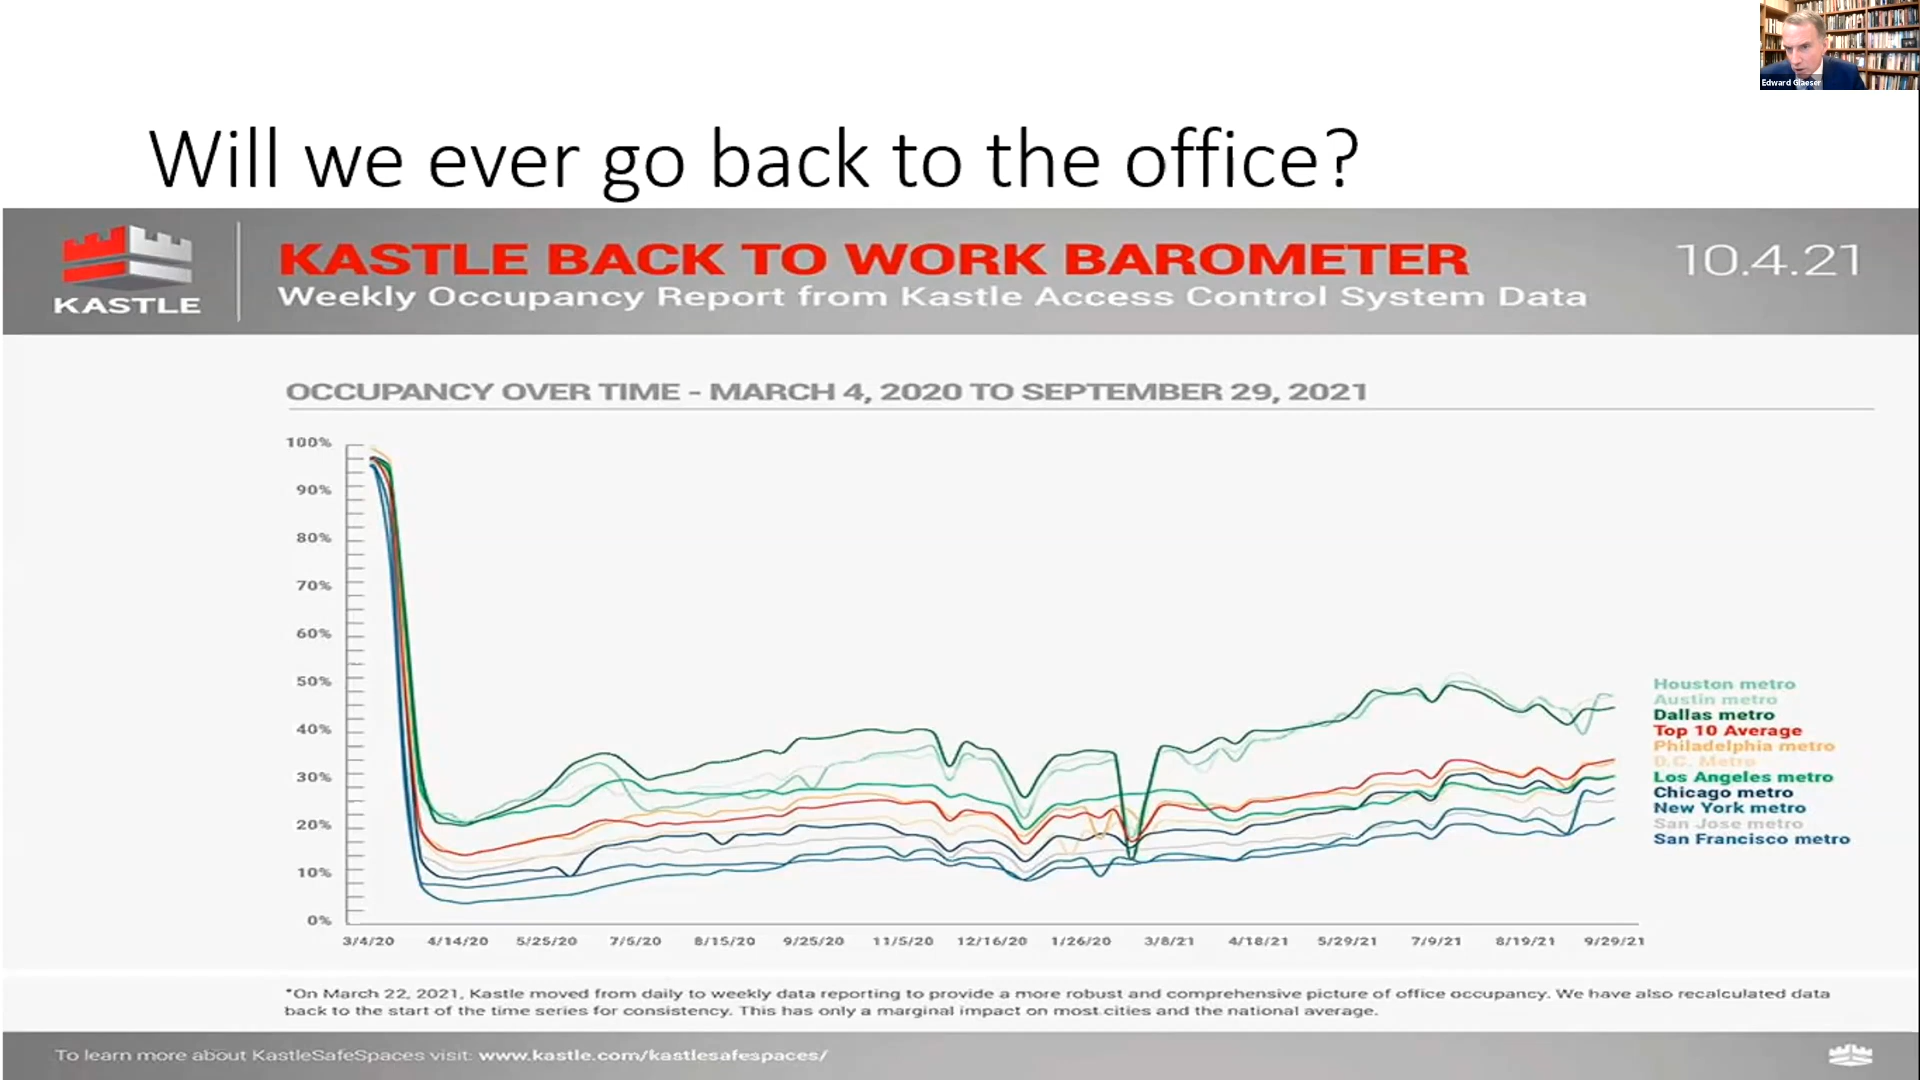 Edward Glaeser
Will we ever go back to the office?
KASTLE
KASTLE BACK TO WORK BAROMETER
Weekly Occupancy Report from Kastle Access Control System Data
10.4.21
OCCUPANCY OVER TIME - MARCH 4, 2020 TO SEPTEMBER 29, 2021
100%
90%
80%
70%
60%
50%
40%
30%
20%
10%
0%
3/4/20 4/14/20 5/25/20 7/5/20 8/15/20 9/25/20 11/5/20 12/16/20 1/26/20 3/8/21 4/18/21 5/29/21 7/9/21 8/19/21 9/29/21
Houston metro
Austin metro
Dallas metro
Top 10 Average
Philadelphia metro
D.C. Metro
Los Angeles metro
Chicago metro
New York metro
San Jose metro
San Francisco metro
*On March 22, 2021, Kastle moved from daily to weekly data reporting to provide a more robust and comprehensive picture of office occupancy. We have also recalculated data
back to the start of the time series for consistency. This has only a marginal impact on most cities and the national average.
To learn more about KastleSafeSpaces visit: www.kastle.com/kastlesafespaces/